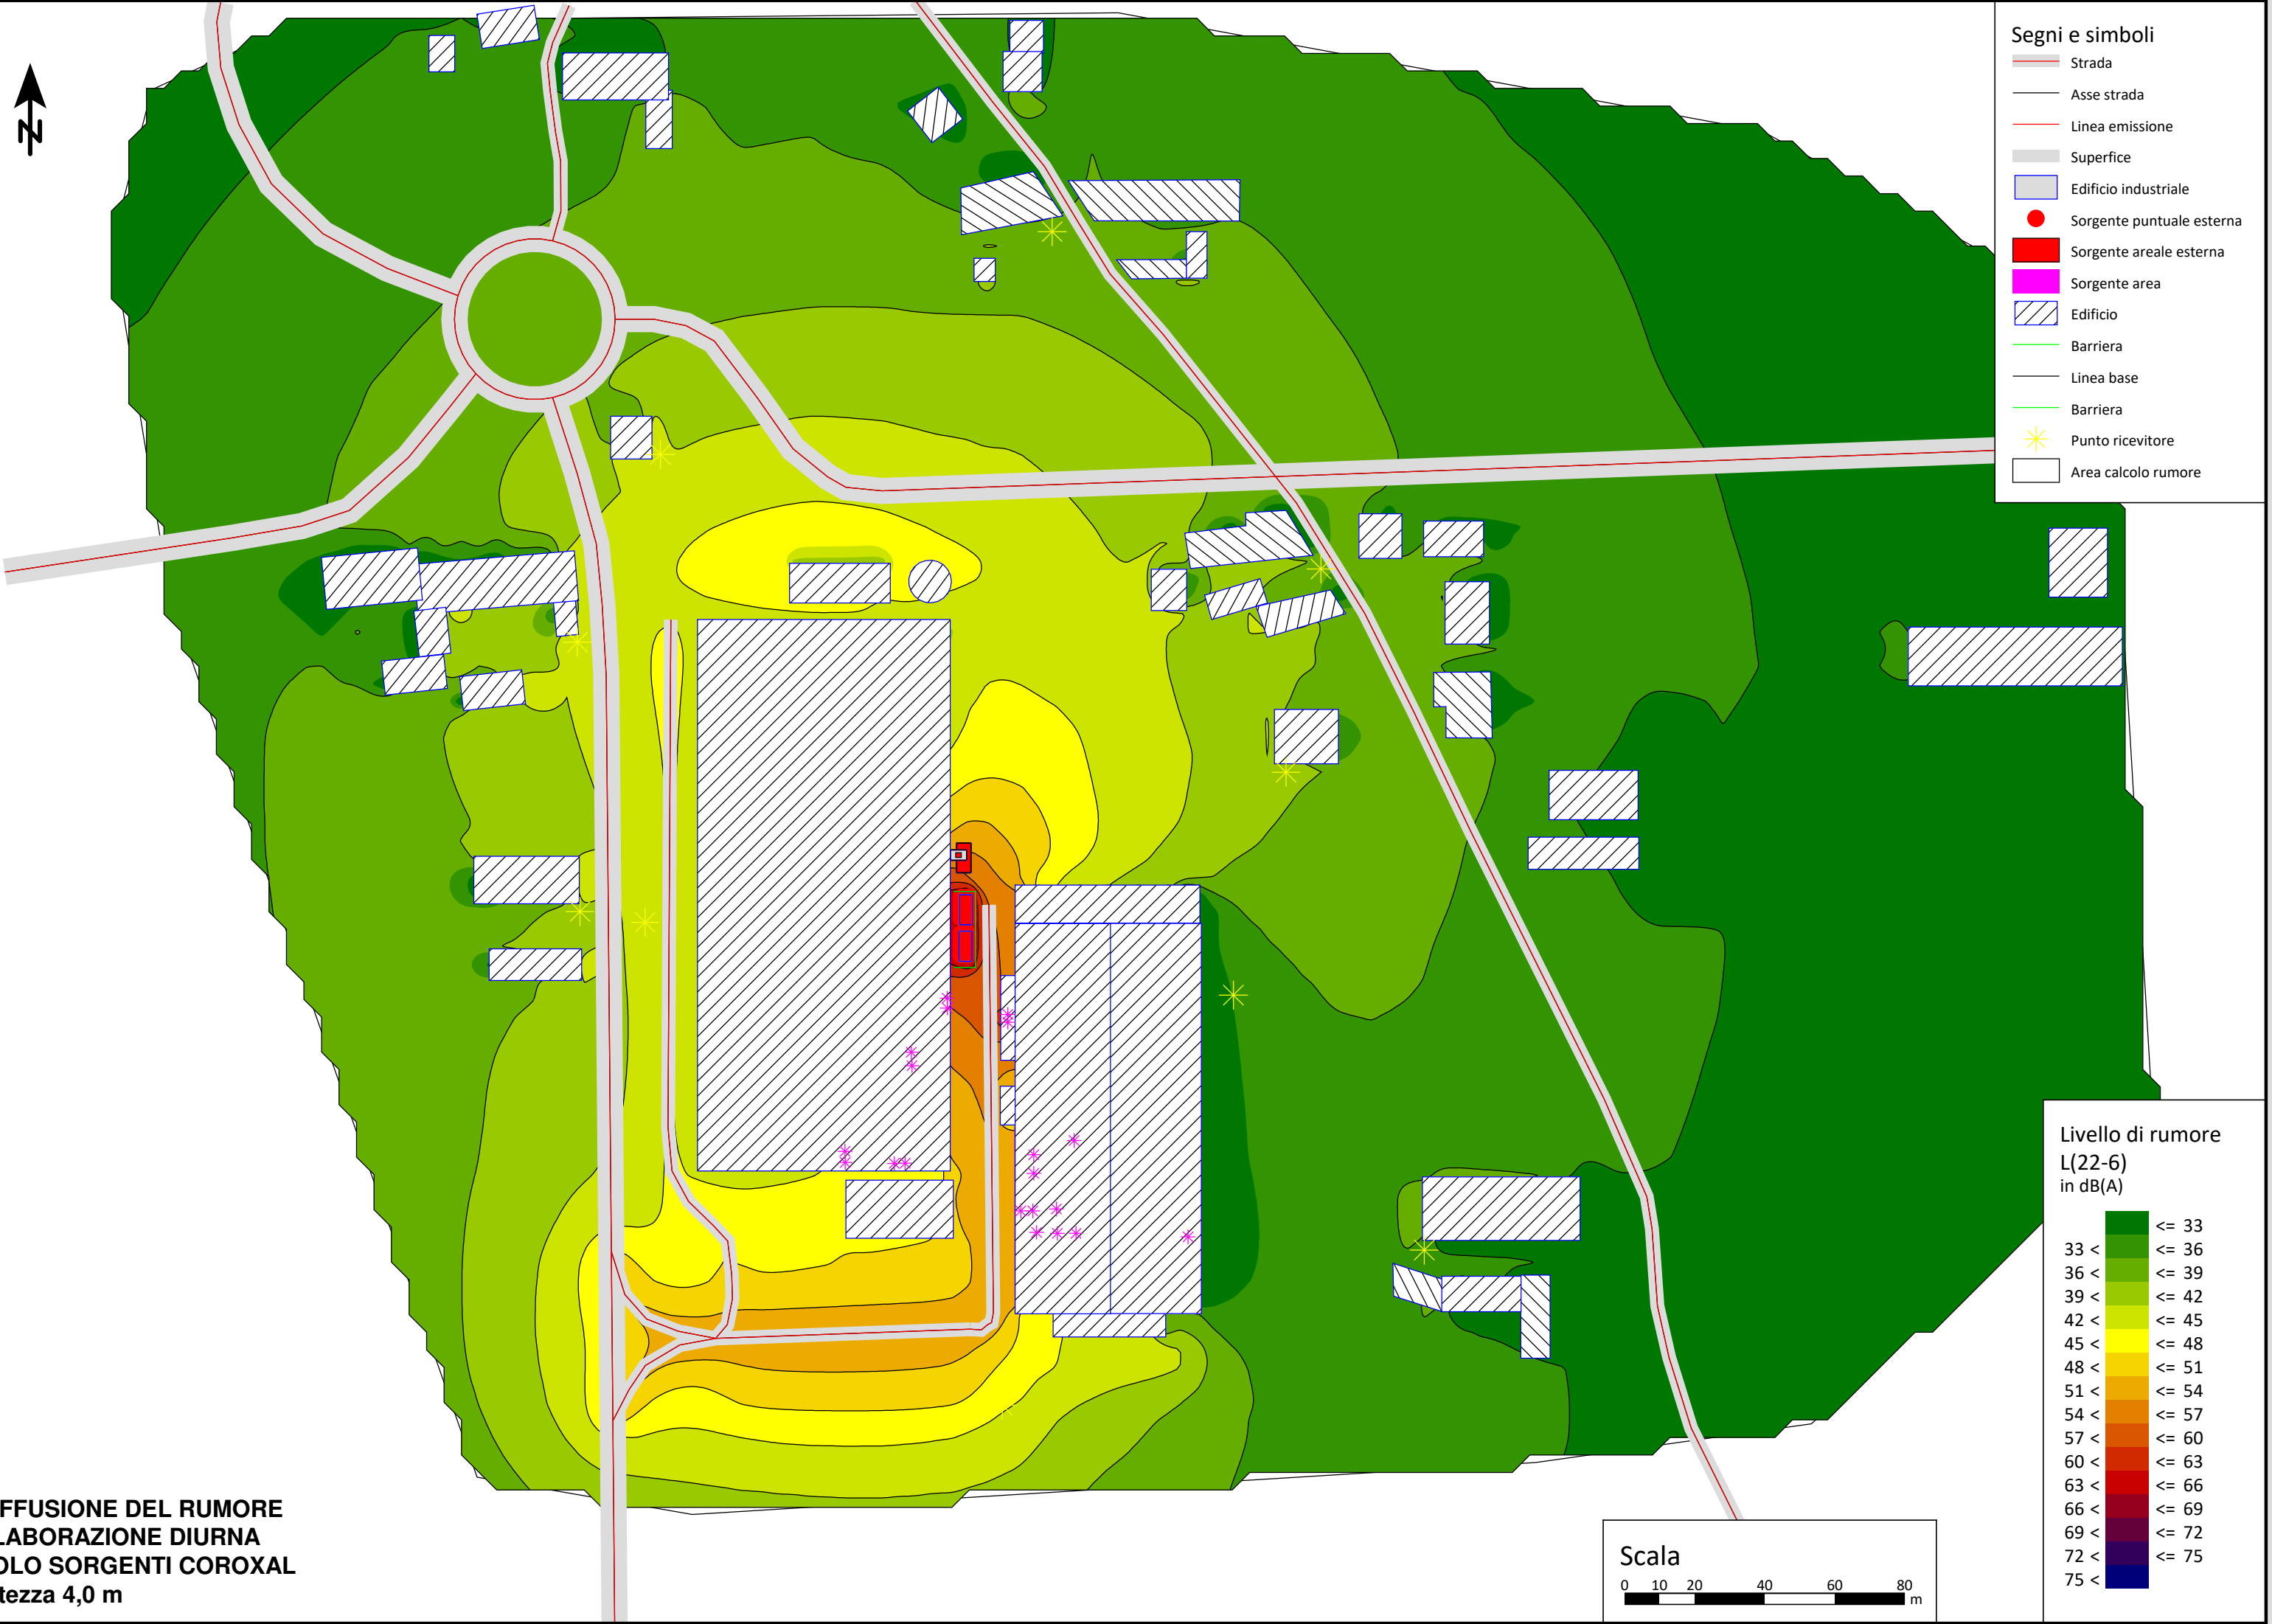 N
Segni e simboli
Strada
Asse strada
Linea emissione
Superfice
Edificio industriale
Sorgente puntuale esterna
Sorgente areale esterna
Sorgente area
Edificio
Barriera
Linea base
Barriera
Punto ricevitore
Area calcolo rumore
Livello di rumore
L(22-6)
in dB(A)
<= 33
33 < <= 36
36 < <= 39
39 < <= 42
42 < <= 45
45 < <= 48
48 < <= 51
51 < <= 54
54 < <= 57
57 < <= 60
60 < <= 63
63 < <= 66
66 < <= 69
69 < <= 72
72 < <= 75
75 <
FFUSIONE DEL RUMORE
LABORAZIONE DIURNA
OLO SORGENTI COROXAL
tezza 4,0 m
Scala
0 10 20 40 60 80
m